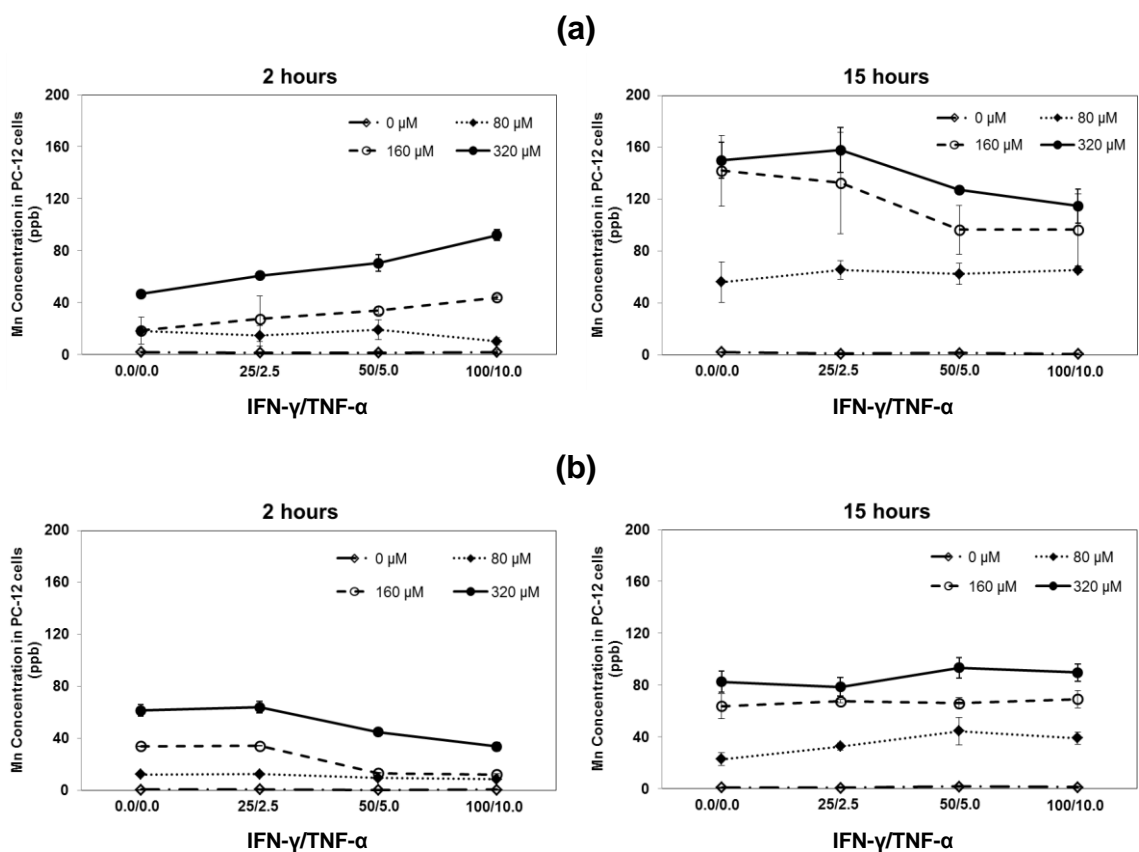 (a)
2 hours
Mn Concentration in PC-12 cells
(ppb)
200
160
120
80
40
0
0 µM
80 µM
160 µM
320 µM
0.0/0.0
25/2.5
50/5.0
100/10.0
IFN-γ/TNF-α
15 hours
Mn Concentration in PC-12 cells
(ppb)
200
160
120
80
40
0
0 µM
80 µM
160 µM
320 µM
0.0/0.0
25/2.5
50/5.0
100/10.0
IFN-γ/TNF-α
(b)
2 hours
Mn Concentration in PC-12 cells
(ppb)
200
160
120
80
40
0
0 µM
80 µM
160 µM
320 µM
0.0/0.0
25/2.5
50/5.0
100/10.0
IFN-γ/TNF-α
15 hours
Mn Concentration in PC-12 cells
(ppb)
200
160
120
80
40
0
0 µM
80 µM
160 µM
320 µM
0.0/0.0
25/2.5
50/5.0
100/10.0
IFN-γ/TNF-α